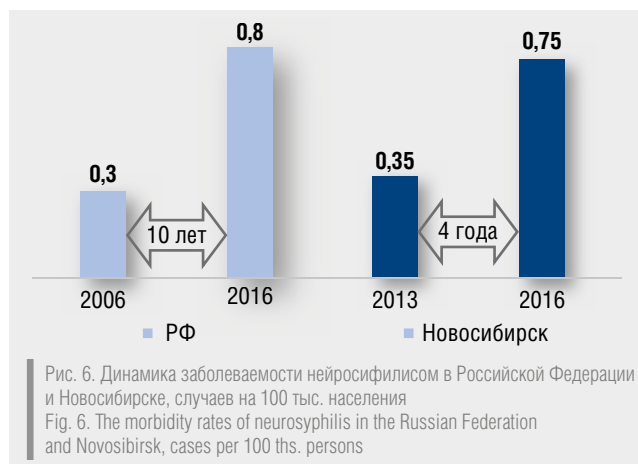 0,8
0,75
0,3
0,35
10 лет
4 года
2006
2016
2013
2016
РФ
Новосибирск
Рис. 6. Динамика заболеваемости нейросифилисом в Российской Федерации
и Новосибирске, случаев на 100 тыс. населения
Fig. 6. The morbidity rates of neurosyphilis in the Russian Federation
and Novosibirsk, cases per 100 ths. persons